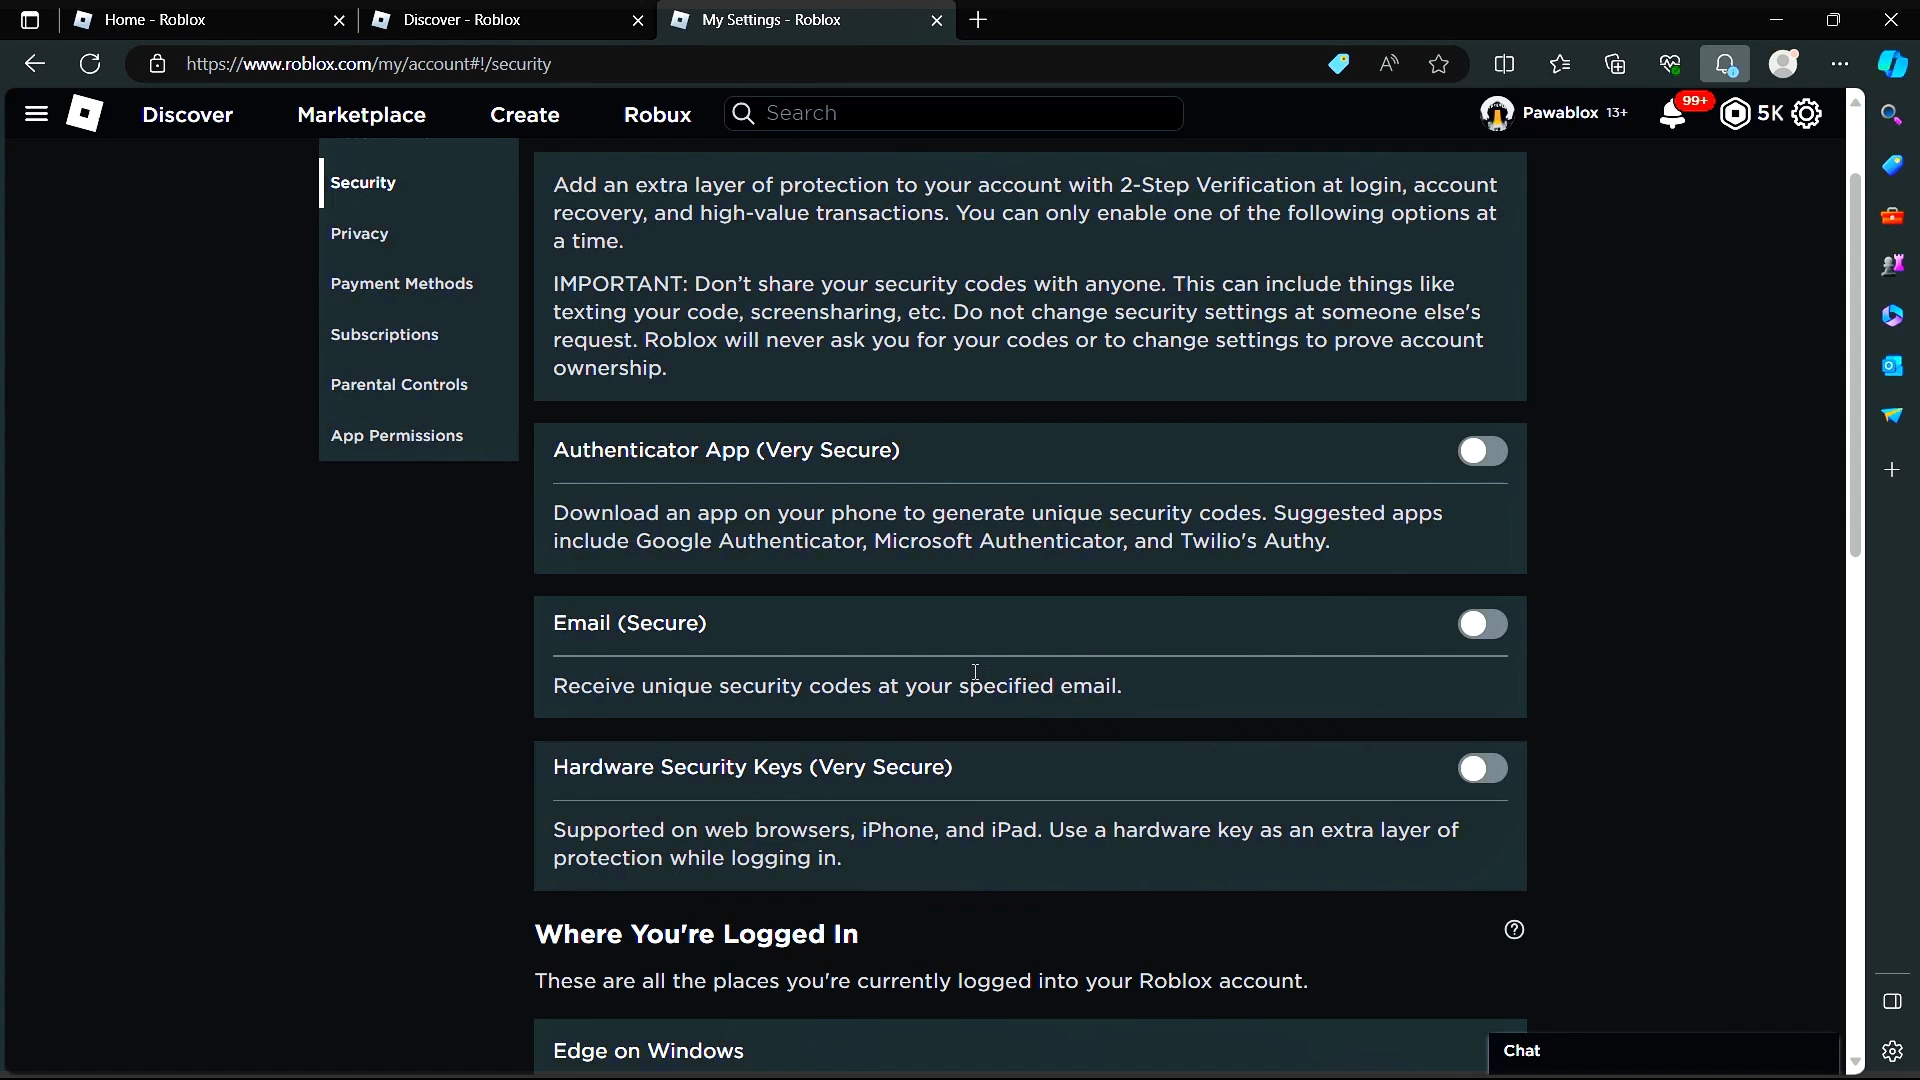 Home - Roblox
Discover - Roblox
My Settings - Roblox
https://www.roblox.com/my/account#!/security
Discover
Marketplace
Create
Robux
Search
Pawablox 13+
99+
5K
Security
Privacy
Payment Methods
Subscriptions
Parental Controls
App Permissions
Add an extra layer of protection to your account with 2-Step Verification at login, account
recovery, and high-value transactions. You can only enable one of the following options at
a time.
IMPORTANT: Don’t share your security codes with anyone. This can include things like
texting your code, screensharing, etc. Do not change security settings at someone else's
request. Roblox will never ask you for your codes or to change settings to prove account
ownership.
Authenticator App (Very Secure)
Download an app on your phone to generate unique security codes. Suggested apps
include Google Authenticator, Microsoft Authenticator, and Twilio's Authy.
Email (Secure)
Receive unique security codes at your specified email.
Hardware Security Keys (Very Secure)
Supported on web browsers, iPhone, and iPad. Use a hardware key as an extra layer of
protection while logging in.
Where You're Logged In
These are all the places you're currently logged into your Roblox account.
Edge on Windows
Chat